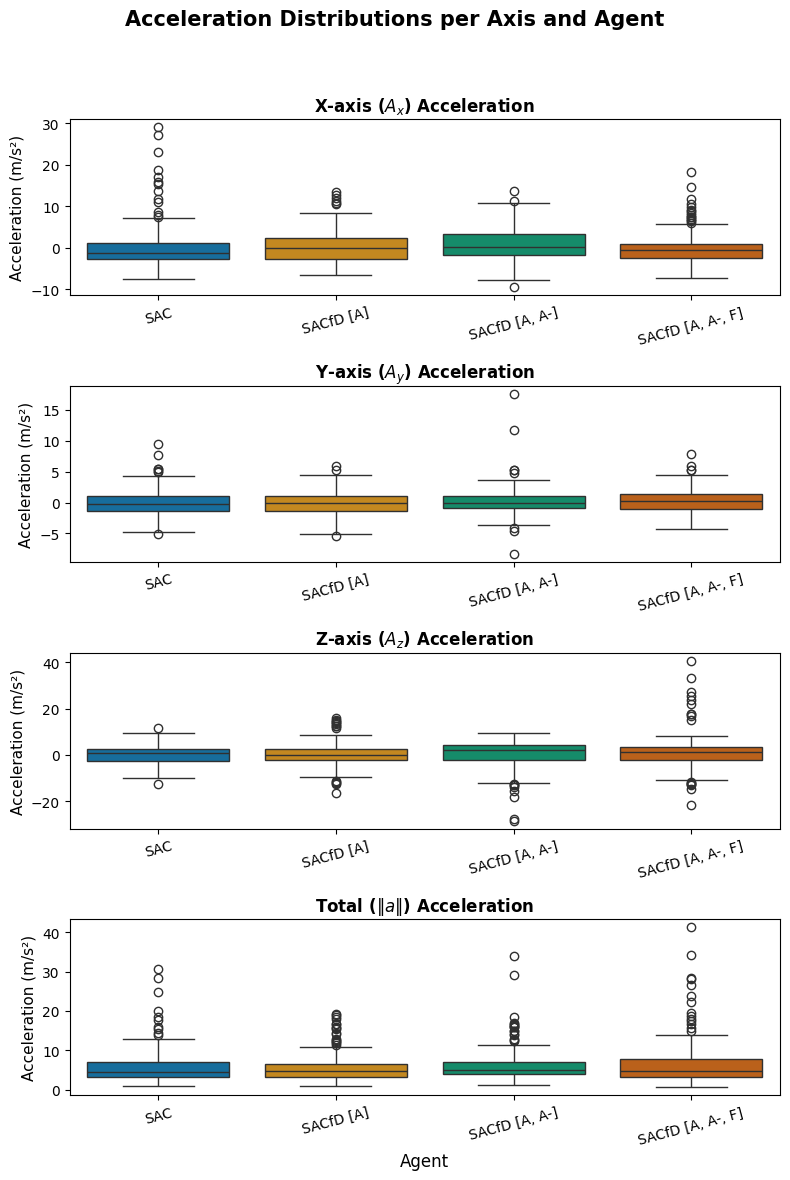 Acceleration Distributions per Axis and Agent
X-axis (Aₓ) Acceleration
Acceleration (m/s²)
30
20
10
0
−10
SAC
SACfD [A]
SACfD [A, A-]
SACfD [A, A-, F]
Y-axis (A_y) Acceleration
Acceleration (m/s²)
15
10
5
0
−5
SAC
SACfD [A]
SACfD [A, A-]
SACfD [A, A-, F]
Z-axis (A_z) Acceleration
Acceleration (m/s²)
40
20
0
−20
SAC
SACfD [A]
SACfD [A, A-]
SACfD [A, A-, F]
Total (‖a‖) Acceleration
Acceleration (m/s²)
40
30
20
10
0
SAC
SACfD [A]
SACfD [A, A-]
SACfD [A, A-, F]
Agent